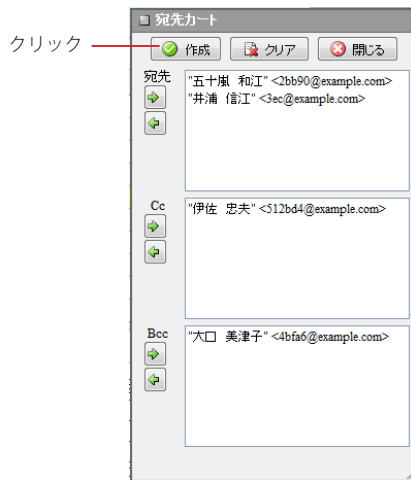 宛先カート
クリック
作成 クリア 閉じる
宛先
"五十嵐 和江" <2bb90@example.com>
"井浦 信江" <3ec@example.com>
Cc
"伊佐 忠夫" <512bd4@example.com>
Bcc
"大口 美津子" <4bfa6@example.com>